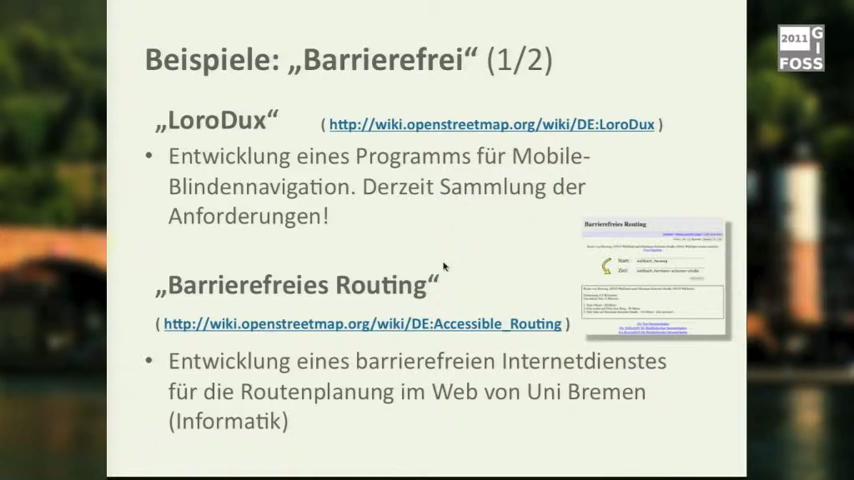 Beispiele: „Barrierefrei“ (1/2)
2011 G
I
FOSS
„LoroDux“ ( http://wiki.openstreetmap.org/wiki/DE:LoroDux )
• Entwicklung eines Programms für Mobile-
Blindennavigation. Derzeit Sammlung der
Anforderungen!
Barrierefreies Routing
Start
Ziel
„Barrierefreies Routing“
( http://wiki.openstreetmap.org/wiki/DE:Accessible_Routing )
• Entwicklung eines barrierefreien Internetdienstes
für die Routenplanung im Web von Uni Bremen
(Informatik)